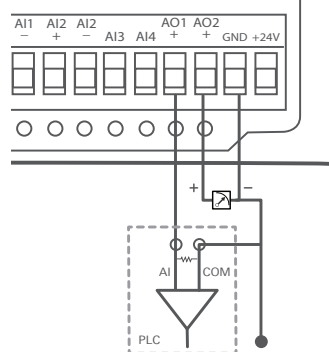 AI1 AI2 AI2 AO1 AO2
− + − AI3 AI4 + + GND +24V
+ −
AI COM
PLC